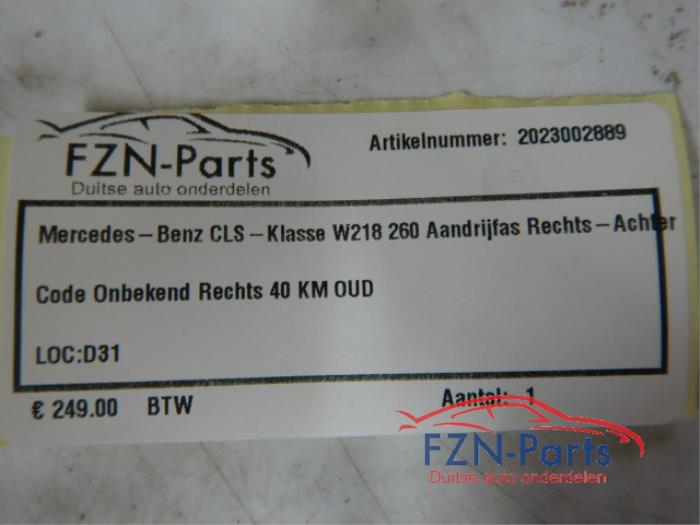 FZN-Parts
Duitse auto onderdelen
Artikelnummer: 2023002889
Mercedes-Benz CLS-Klasse W218 260 Aandrijfas Rechts-Achter
Code Onbekend Rechts 40 KM OUD
LOC:D31
€ 249.00 BTW
Aantal: 1
FZN-Parts
Duitse auto onderdelen